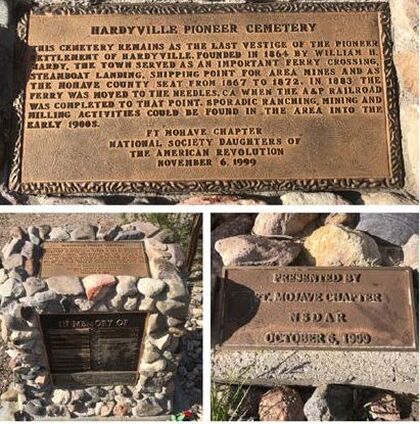 HARDYVILLE PIONEER CEMETERY
THIS CEMETERY REMAINS AS THE LAST VESTIGE OF THE PIONEER
SETTLEMENT OF HARDYVILLE. FOUNDED IN 1864 BY WILLIAM H.
HARDY, THE TOWN SERVED AS AN IMPORTANT FERRY CROSSING,
STEAMBOAT LANDING, SHIPPING POINT FOR AREA MINES AND AS
THE MOHAVE COUNTY SEAT FROM 1867 TO 1872. IN 1883 THE
FERRY WAS MOVED TO THE NEEDLES, CA WHEN THE A&P RAILROAD
WAS COMPLETED TO THAT POINT. SPORADIC RANCHING, MINING AND
MILLING ACTIVITIES COULD BE FOUND IN THE AREA INTO THE
EARLY 1900S.
FT MOHAVE CHAPTER
NATIONAL SOCIETY DAUGHTERS OF
THE AMERICAN REVOLUTION
NOVEMBER 6, 1999
IN MEMORY OF
PRESENTED BY
FT. MOJAVE CHAPTER
NSDAR
OCTOBER 6, 1999